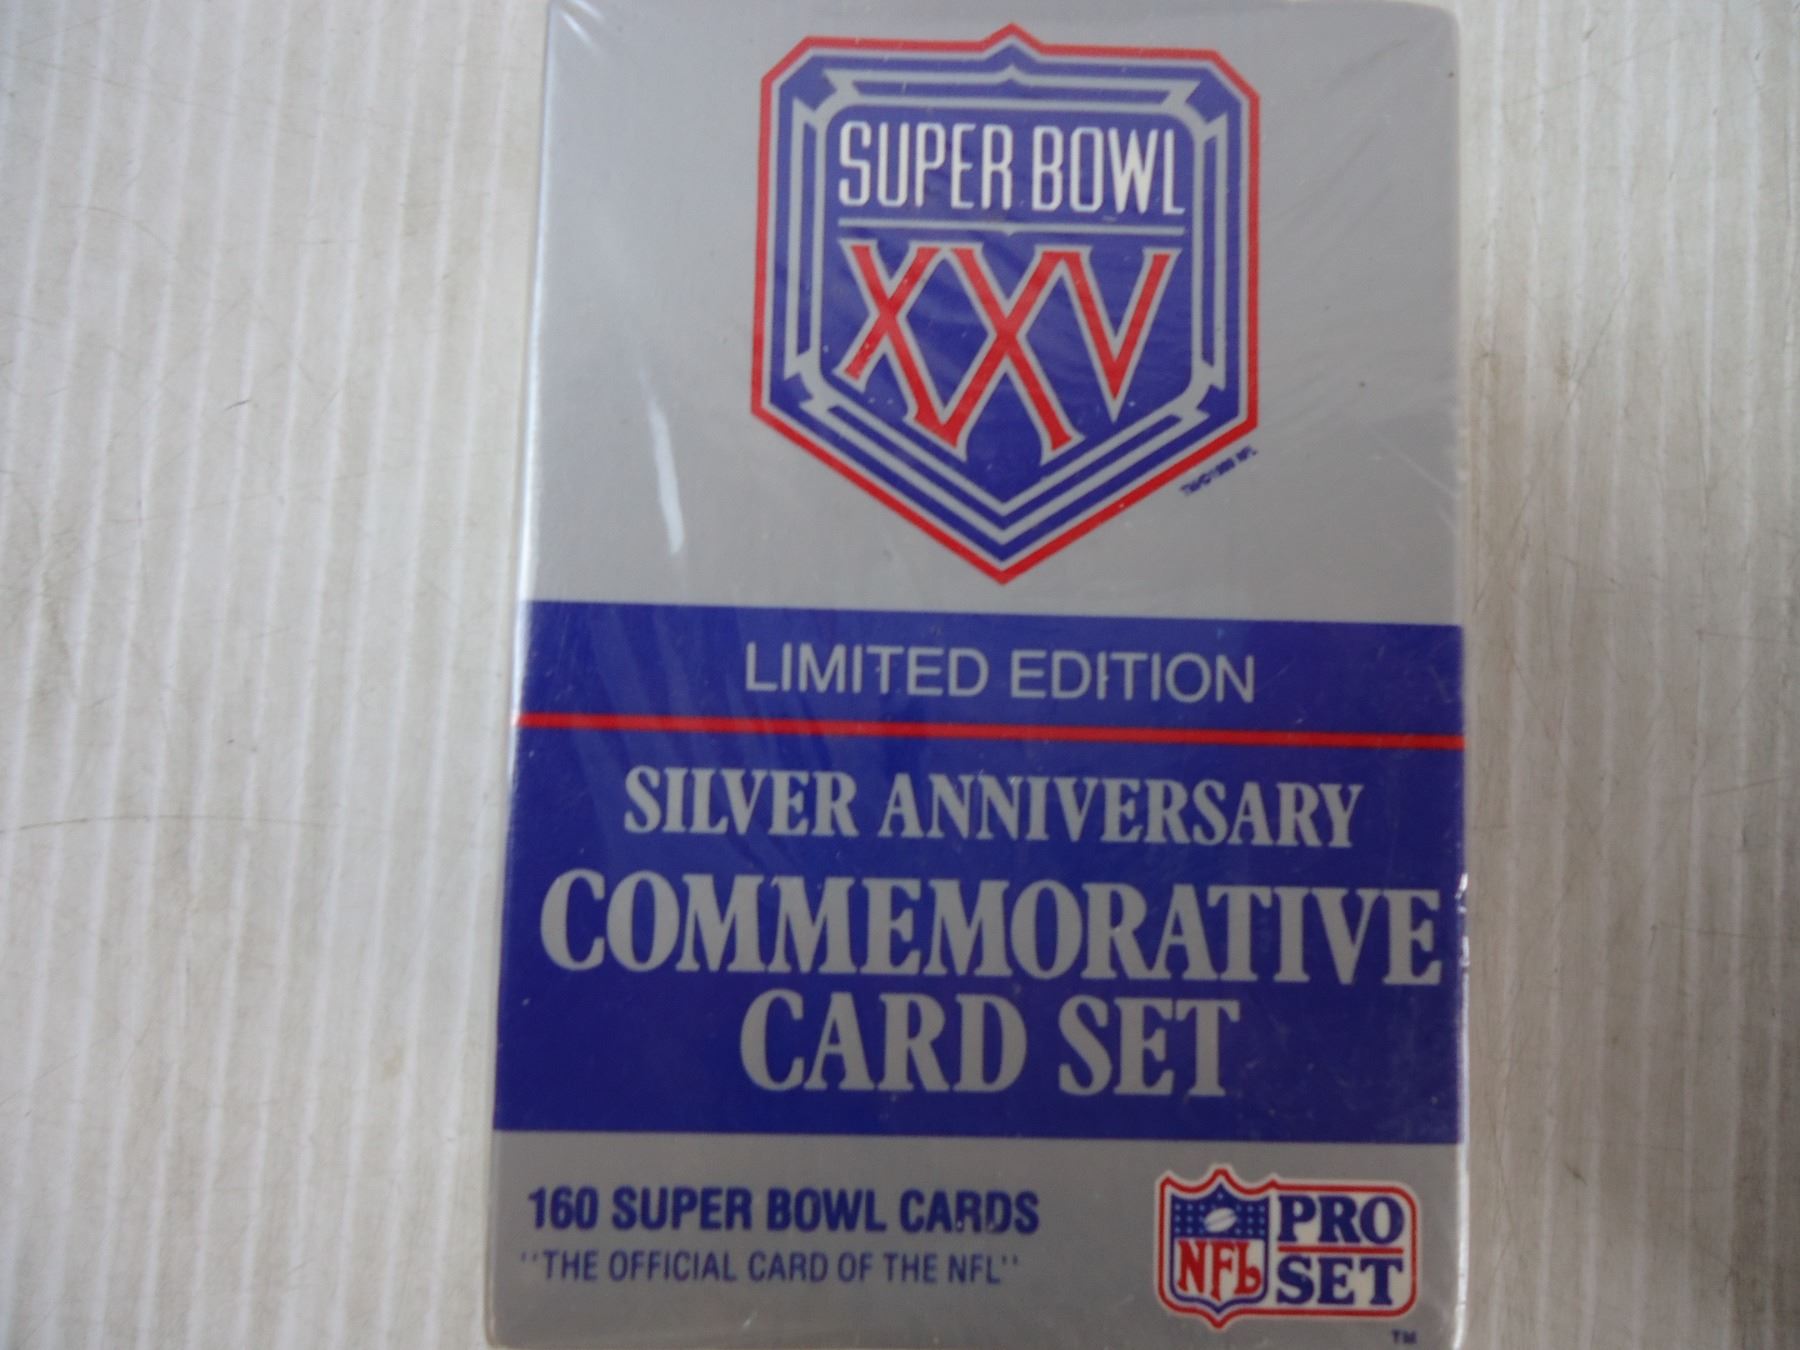 SUPER BOWL
XXV
LIMITED EDITION
SILVER ANNIVERSARY
COMMEMORATIVE
CARD SET
160 SUPER BOWL CARDS
"THE OFFICIAL CARD OF THE NFL"
NFL
PRO
SET
TM